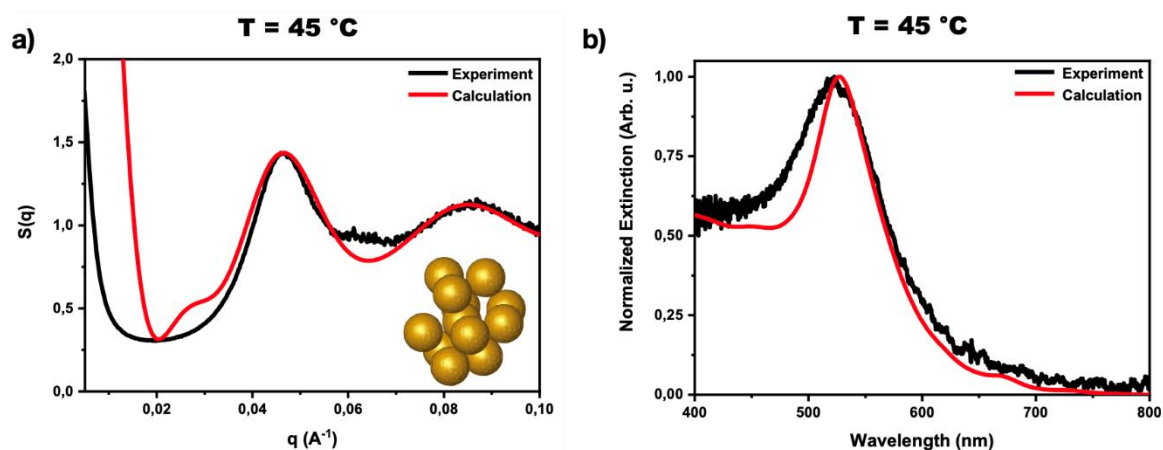 T = 45 °C
a)
2,0
1,5
1,0
0,5
0,0
S(q)
0,02
0,04
0,06
0,08
0,10
q (A⁻¹)
Experiment
Calculation
T = 45 °C
b)
1,00
0,75
0,50
0,25
0,00
Normalized Extinction (Arb. u.)
400
500
600
700
800
Wavelength (nm)
Experiment
Calculation